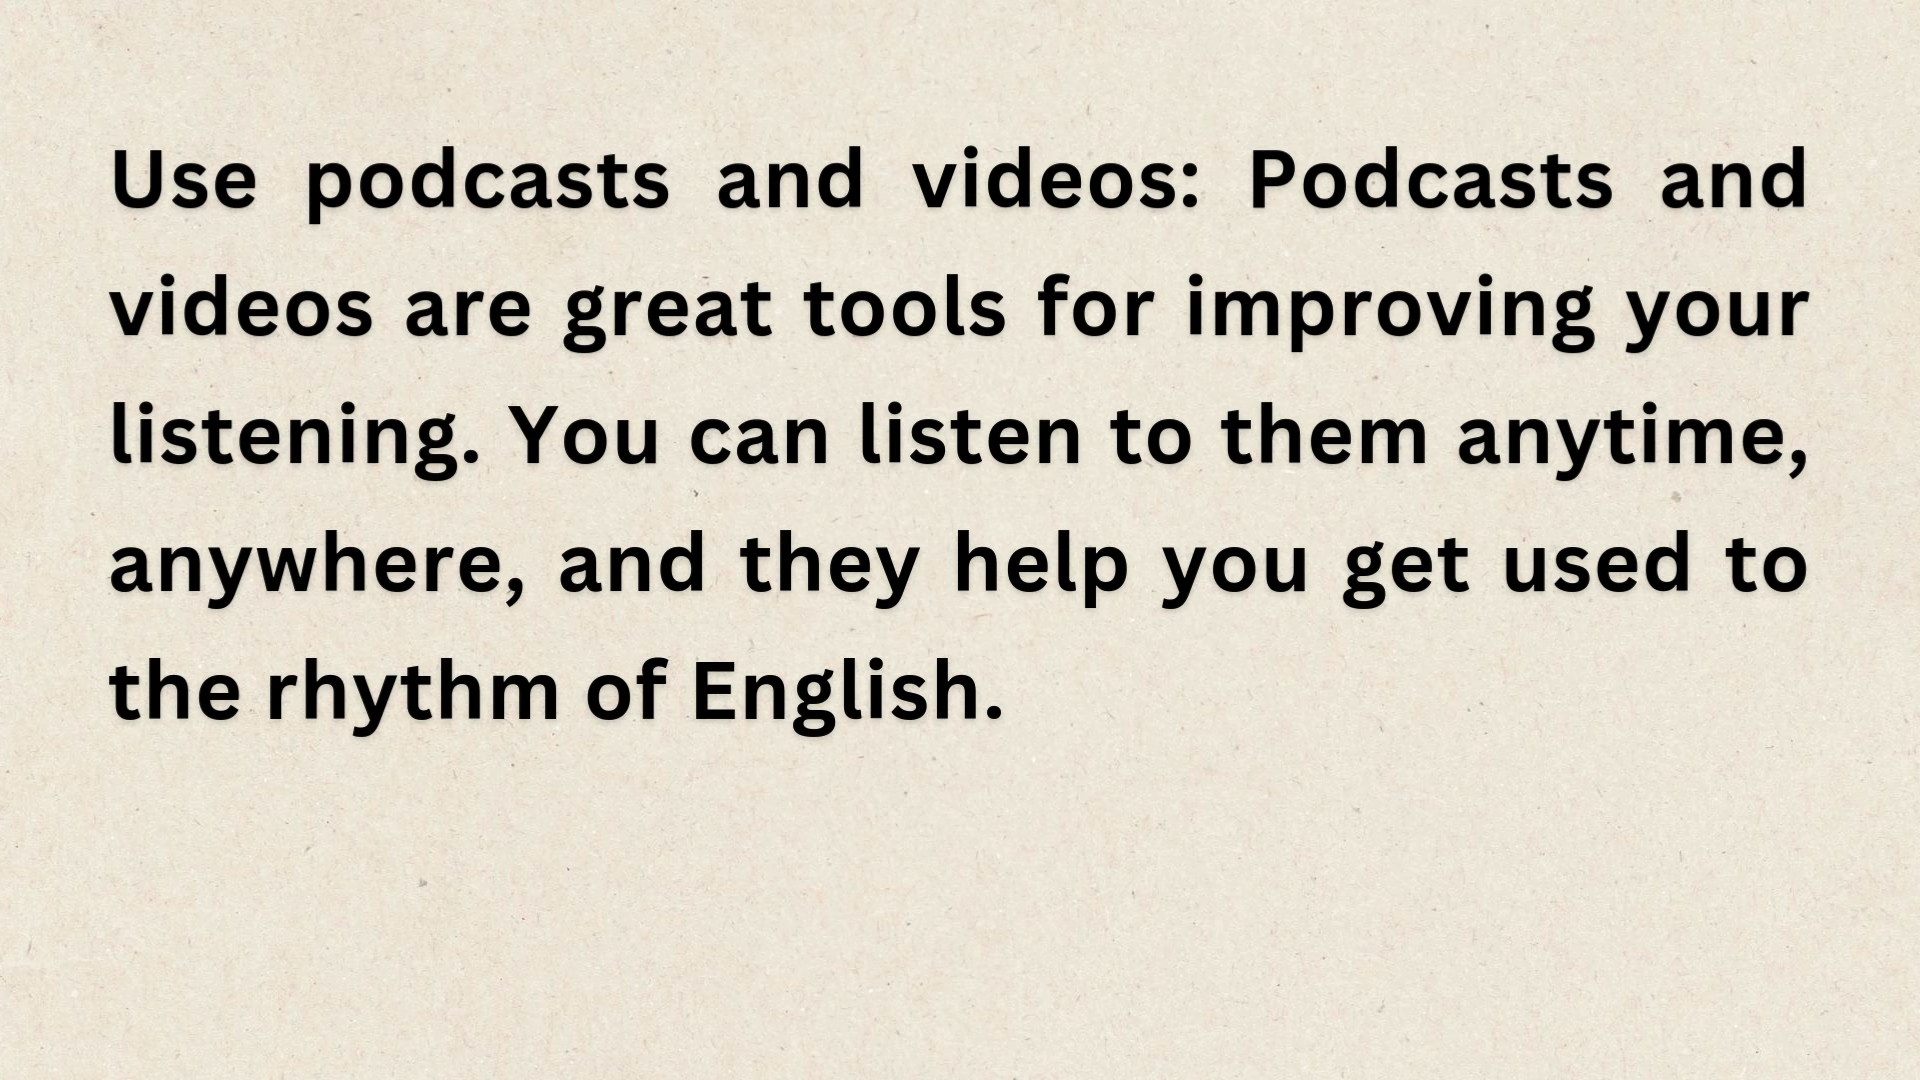 Use podcasts and videos: Podcasts and
videos are great tools for improving your
listening. You can listen to them anytime,
anywhere, and they help you get used to
the rhythm of English.